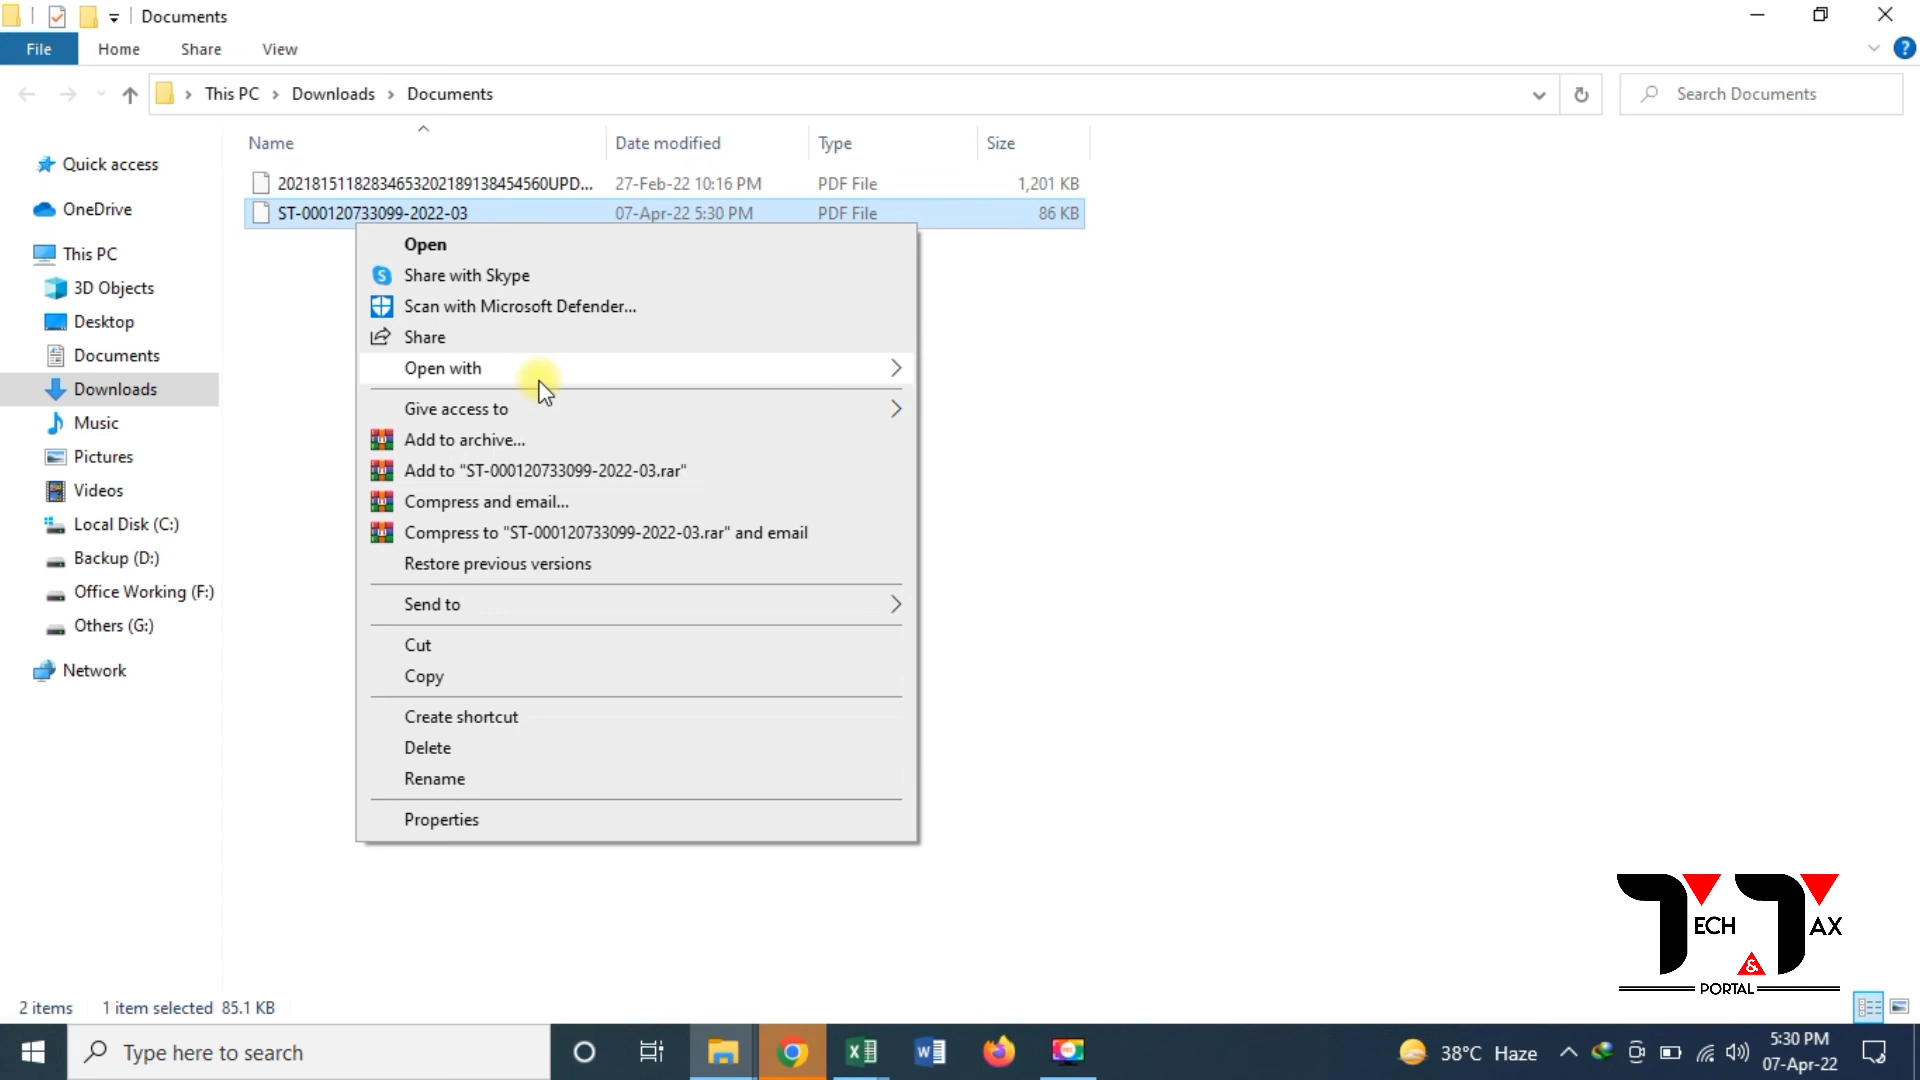 Documents
File Home Share View
This PC Downloads Documents
Search Documents
Name Date modified Type Size
20218151182834653202189138454560UPD... 27-Feb-22 10:16 PM PDF File 1,201 KB
ST-000120733099-2022-03 07-Apr-22 5:30 PM PDF File 86 KB
Quick access
OneDrive
This PC
3D Objects
Desktop
Documents
Downloads
Music
Pictures
Videos
Local Disk (C:)
Backup (D:)
Office Working (F:)
Others (G:)
Network
Open
Share with Skype
Scan with Microsoft Defender...
Share
Open with
Give access to
Add to archive...
Add to "ST-000120733099-2022-03.rar"
Compress and email...
Compress to "ST-000120733099-2022-03.rar" and email
Restore previous versions
Send to
Cut
Copy
Create shortcut
Delete
Rename
Properties
TECH & TAX
PORTAL
2 items 1 item selected 85.1 KB
Type here to search
38°C Haze
5:30 PM
07-Apr-22